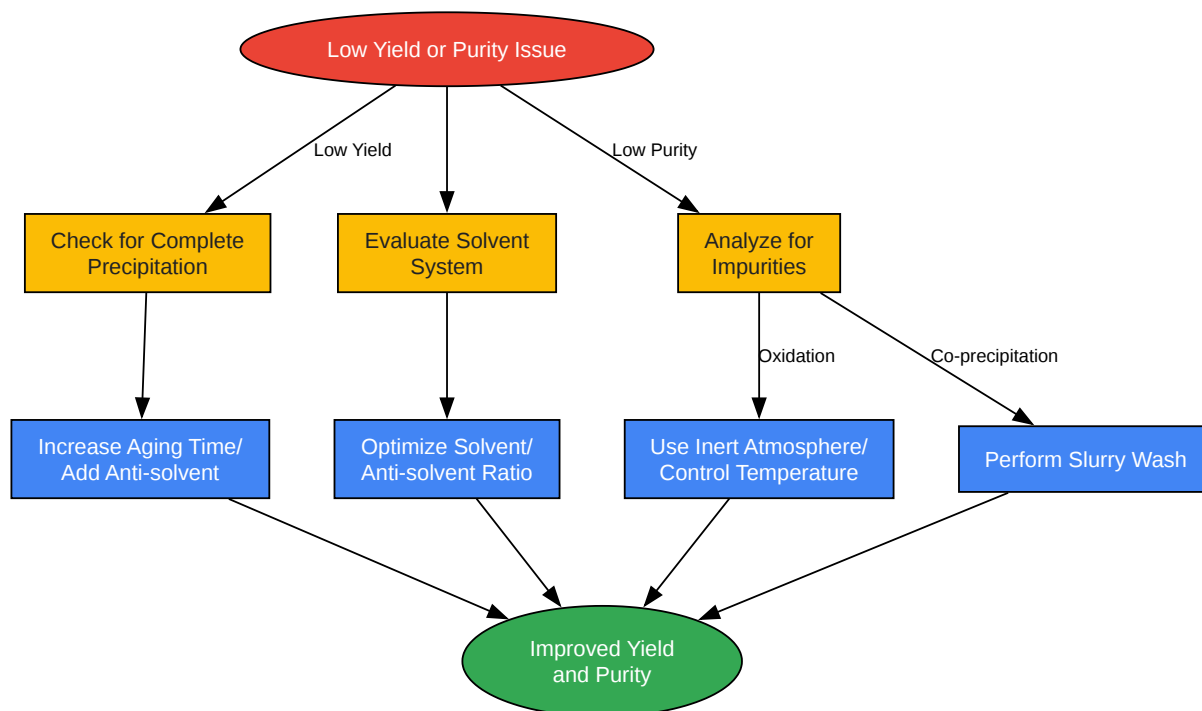 Low Yield or Purity Issue
Low Yield
Low Purity
Check for Complete
Precipitation
Evaluate Solvent
System
Analyze for
Impurities
Oxidation
Co-precipitation
Increase Aging Time/
Add Anti-solvent
Optimize Solvent/
Anti-solvent Ratio
Use Inert Atmosphere/
Control Temperature
Perform Slurry Wash
Improved Yield
and Purity